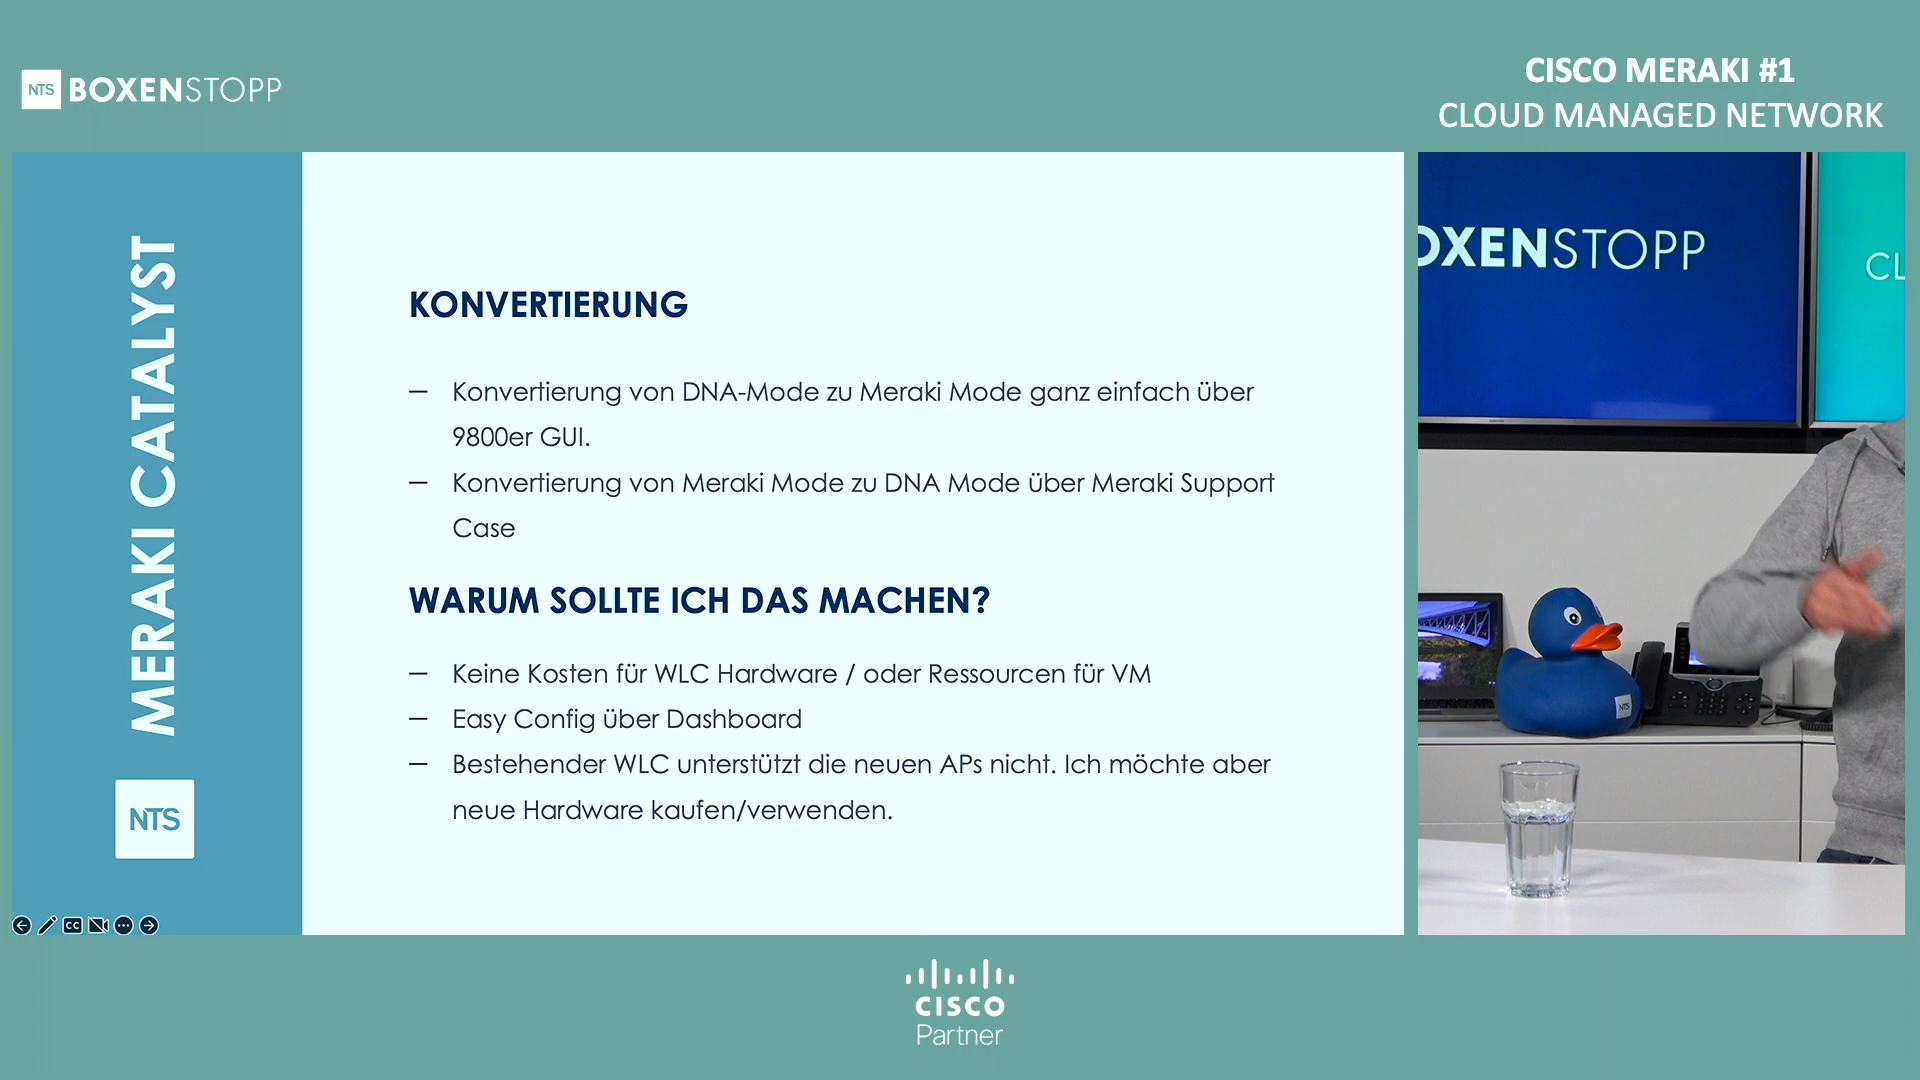 NTS BOXENSTOPP
CISCO MERAKI #1
CLOUD MANAGED NETWORK
MERAKI CATALYST
NTS
KONVERTIERUNG
– Konvertierung von DNA-Mode zu Meraki Mode ganz einfach über
9800er GUI.
– Konvertierung von Meraki Mode zu DNA Mode über Meraki Support
Case
WARUM SOLLTE ICH DAS MACHEN?
– Keine Kosten für WLC Hardware / oder Ressourcen für VM
– Easy Config über Dashboard
– Bestehender WLC unterstützt die neuen APs nicht. Ich möchte aber
neue Hardware kaufen/verwenden.
CC
OXENSTOPP
CL
NTS
CISCO
Partner